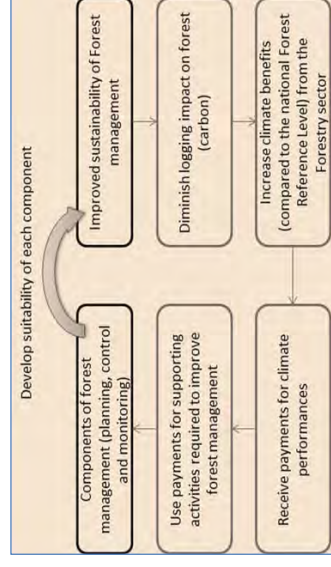 Develop suitability of each component
Components of forest
management (planning, control
and monitoring)
Improved sustainability of Forest
management
Diminish logging impact on forest
(carbon)
Increase climate benefits
(compared to the national Forest
Reference Level) from the
Forestry sector
Receive payments for climate
performances
Use payments for supporting
activities required to improve
forest management